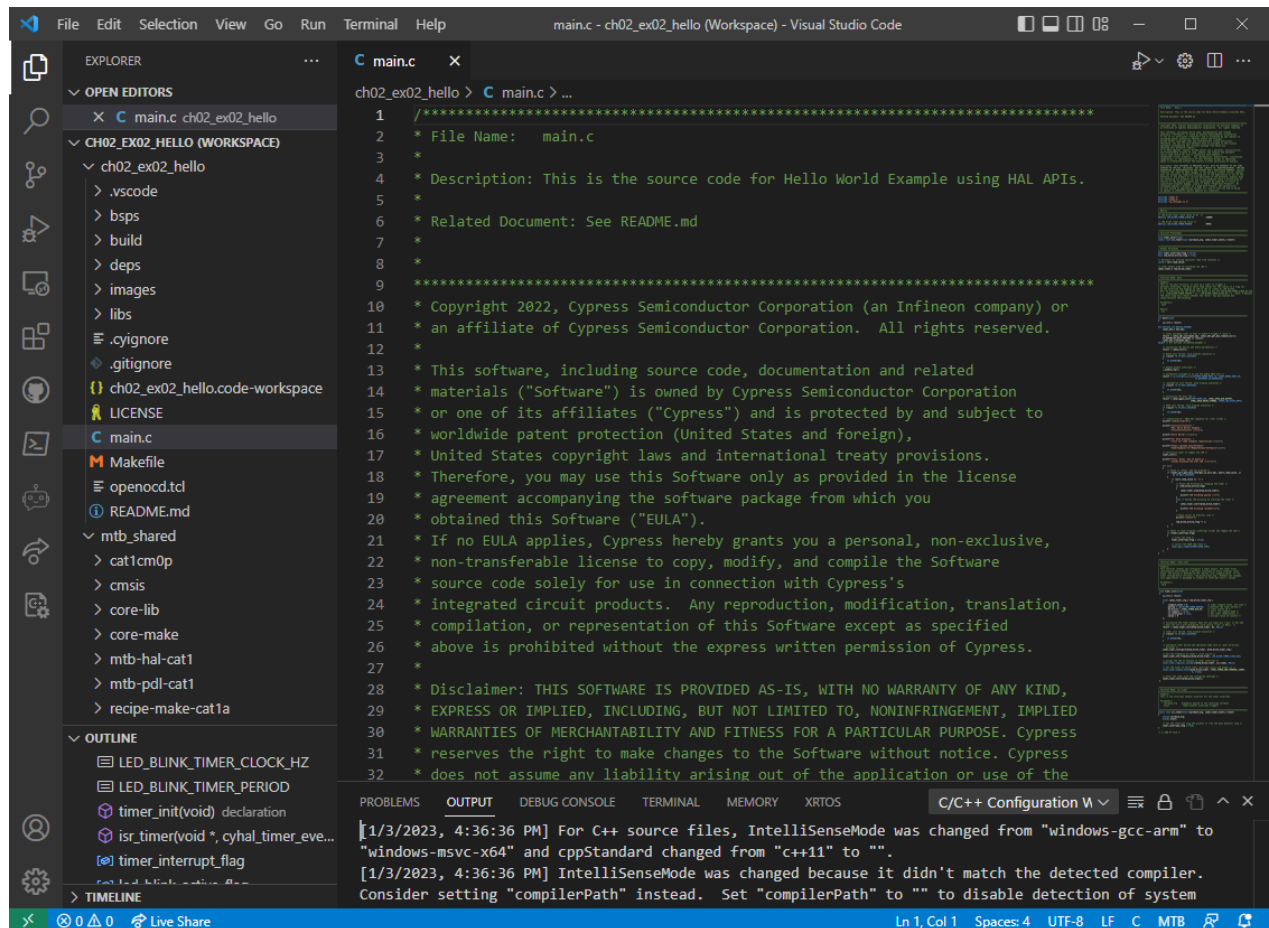 File Edit Selection View Go Run Terminal Help main.c - ch02_ex02_hello (Workspace) - Visual Studio Code
EXPLORER
OPEN EDITORS
C main.c ch02_ex02_hello
CH02_EX02_HELLO (WORKSPACE)
ch02_ex02_hello
.vscode
bsps
build
deps
images
libs
.cyignore
.gitignore
{} ch02_ex02_hello.code-workspace
LICENSE
C main.c
M Makefile
openocd.tcl
README.md
mtb_shared
cat1cm0p
cmsis
core-lib
core-make
mtb-hal-cat1
mtb-pdl-cat1
recipe-make-cat1a
OUTLINE
LED_BLINK_TIMER_CLOCK_HZ
LED_BLINK_TIMER_PERIOD
timer_init(void) declaration
isr_timer(void *, cyhal_timer_eve...
timer_interrupt_flag
TIMELINE
C main.c
ch02_ex02_hello > C main.c > ...
1 /******************************************************************************
2 * File Name: main.c
3 *
4 * Description: This is the source code for Hello World Example using HAL APIs.
5 *
6 * Related Document: See README.md
7 *
8 *
9 *******************************************************************************
10 * Copyright 2022, Cypress Semiconductor Corporation (an Infineon company) or
11 * an affiliate of Cypress Semiconductor Corporation. All rights reserved.
12 *
13 * This software, including source code, documentation and related
14 * materials ("Software") is owned by Cypress Semiconductor Corporation
15 * or one of its affiliates ("Cypress") and is protected by and subject to
16 * worldwide patent protection (United States and foreign),
17 * United States copyright laws and international treaty provisions.
18 * Therefore, you may use this Software only as provided in the license
19 * agreement accompanying the software package from which you
20 * obtained this Software ("EULA").
21 * If no EULA applies, Cypress hereby grants you a personal, non-exclusive,
22 * non-transferable license to copy, modify, and compile the Software
23 * source code solely for use in connection with Cypress's
24 * integrated circuit products. Any reproduction, modification, translation,
25 * compilation, or representation of this Software except as specified
26 * above is prohibited without the express written permission of Cypress.
27 *
28 * Disclaimer: THIS SOFTWARE IS PROVIDED AS-IS, WITH NO WARRANTY OF ANY KIND,
29 * EXPRESS OR IMPLIED, INCLUDING, BUT NOT LIMITED TO, NONINFRINGEMENT, IMPLIED
30 * WARRANTIES OF MERCHANTABILITY AND FITNESS FOR A PARTICULAR PURPOSE. Cypress
31 * reserves the right to make changes to the Software without notice. Cypress
32 * does not assume any liability arising out of the application or use of the
PROBLEMS OUTPUT DEBUG CONSOLE TERMINAL MEMORY XRTOS C/C++ Configuration W
[1/3/2023, 4:36:36 PM] For C++ source files, IntelliSenseMode was changed from "windows-gcc-arm" to
"windows-msvc-x64" and cppStandard changed from "c++11" to "".
[1/3/2023, 4:36:36 PM] IntelliSenseMode was changed because it didn't match the detected compiler.
Consider setting "compilerPath" instead. Set "compilerPath" to "" to disable detection of system
0 0 Live Share Ln 1, Col 1 Spaces: 4 UTF-8 LF C MTB